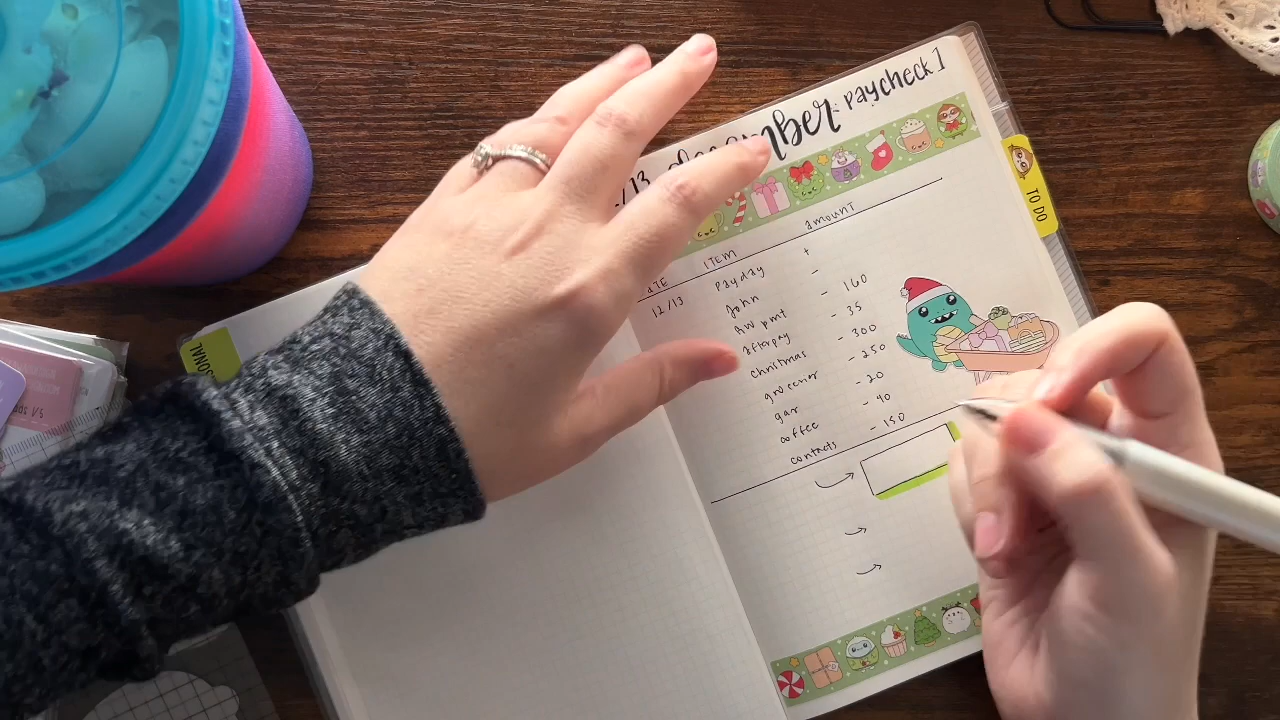 december: paycheck 1
/13
DATE ITEM amount
12/13 payday +
John -
AW pmt - 160
afterpay - 35
Christmas - 300
groceries - 250
gas - 20
coffee - 40
contacts - 150
TO DO